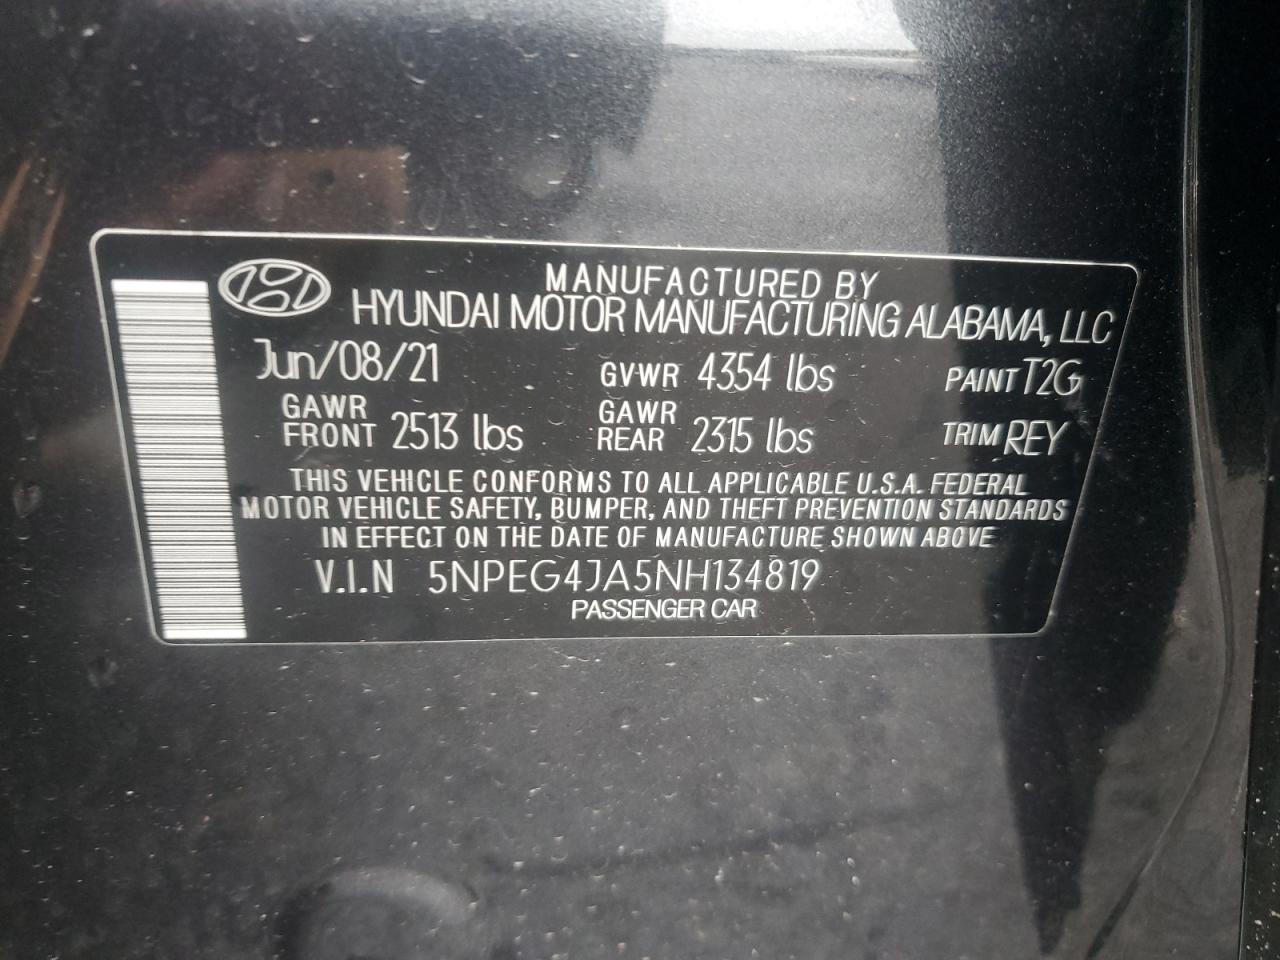 MANUFACTURED BY
HYUNDAI MOTOR MANUFACTURING ALABAMA, LLC
Jun/08/21 GVWR 4354 lbs PAINT T2G
GAWR FRONT 2513 lbs GAWR REAR 2315 lbs TRIM REY
THIS VEHICLE CONFORMS TO ALL APPLICABLE U.S.A. FEDERAL
MOTOR VEHICLE SAFETY, BUMPER, AND THEFT PREVENTION STANDARDS
IN EFFECT ON THE DATE OF MANUFACTURE SHOWN ABOVE
V.I.N 5NPEG4JA5NH134819
PASSENGER CAR